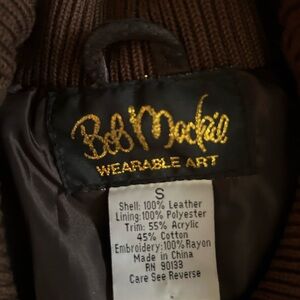 Bob Mackie
WEARABLE ART
S
Shell: 100% Leather
Lining:100% Polyester
Trim: 55% Acrylic
45% Cotton
Embroidery:100%Rayon
Made in China
RN 90133
Care See Reverse